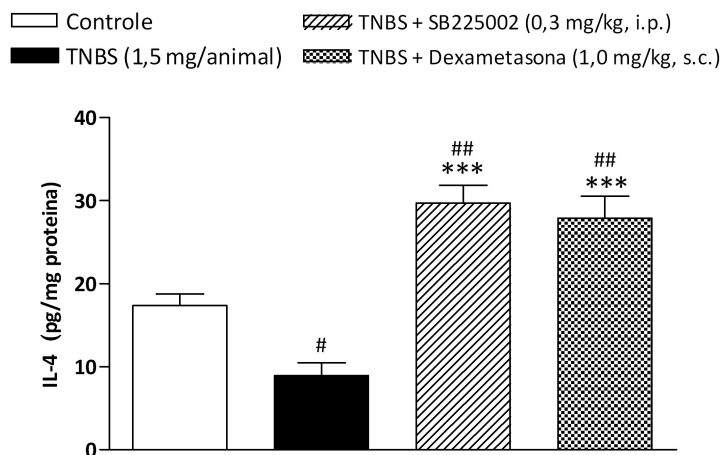 Controle
TNBS + SB225002 (0,3 mg/kg, i.p.)
TNBS (1,5 mg/animal)
TNBS + Dexametasona (1,0 mg/kg, s.c.)
IL-4 (pg/mg proteina)
40
30
20
10
0
#
##
***
##
***